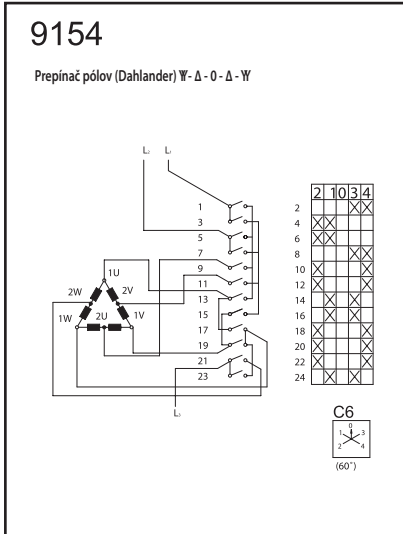 9154
Prepínač pólov (Dahlander) Ɏ - Δ - 0 - Δ - Ɏ
L₂ L₁
1
3
5
7
9
11
13
15
17
19
21
23
1U
2W 2V
1W 2U 1V
L₃
2 1 0 3 4
2 X X
4 X X
6 X X
8 X X
10 X X
12 X X
14 X X
16 X X
18 X X
20 X X
22 X X
24 X X
C6
0
1 3
2 4
(60°)